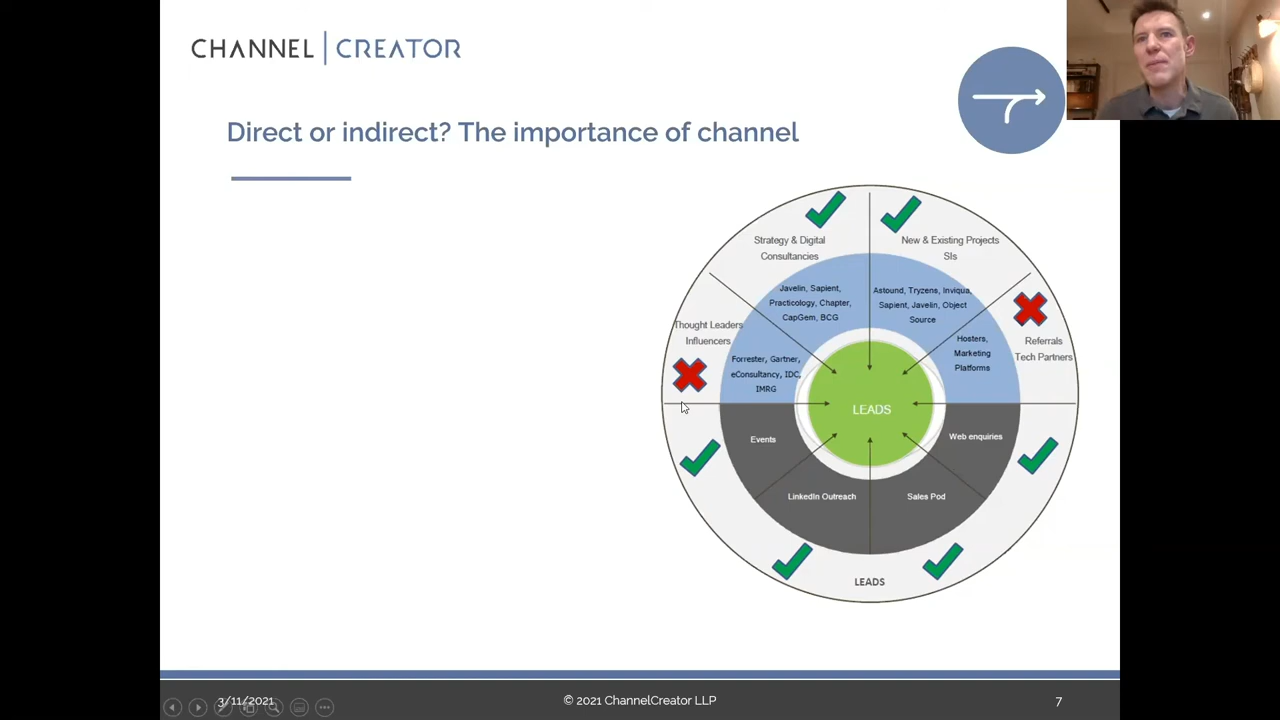 CHANNEL CREATOR
Direct or indirect? The importance of channel
Strategy & Digital
Consultancies
New & Existing Projects
SIs
Javelin, Sapient,
Practicology, Chapter,
CapGem, BCG
Astound, Tryzens, Inviqua,
Sapient, Javelin, Object
Source
Thought Leaders
Influencers
Referrals
Tech Partners
Forrester, Gartner,
eConsultancy, IDC,
IMRG
Hosters,
Marketing
Platforms
LEADS
Events
Web enquiries
LinkedIn Outreach
Sales Pod
LEADS
3/11/2021
© 2021 ChannelCreator LLP
7